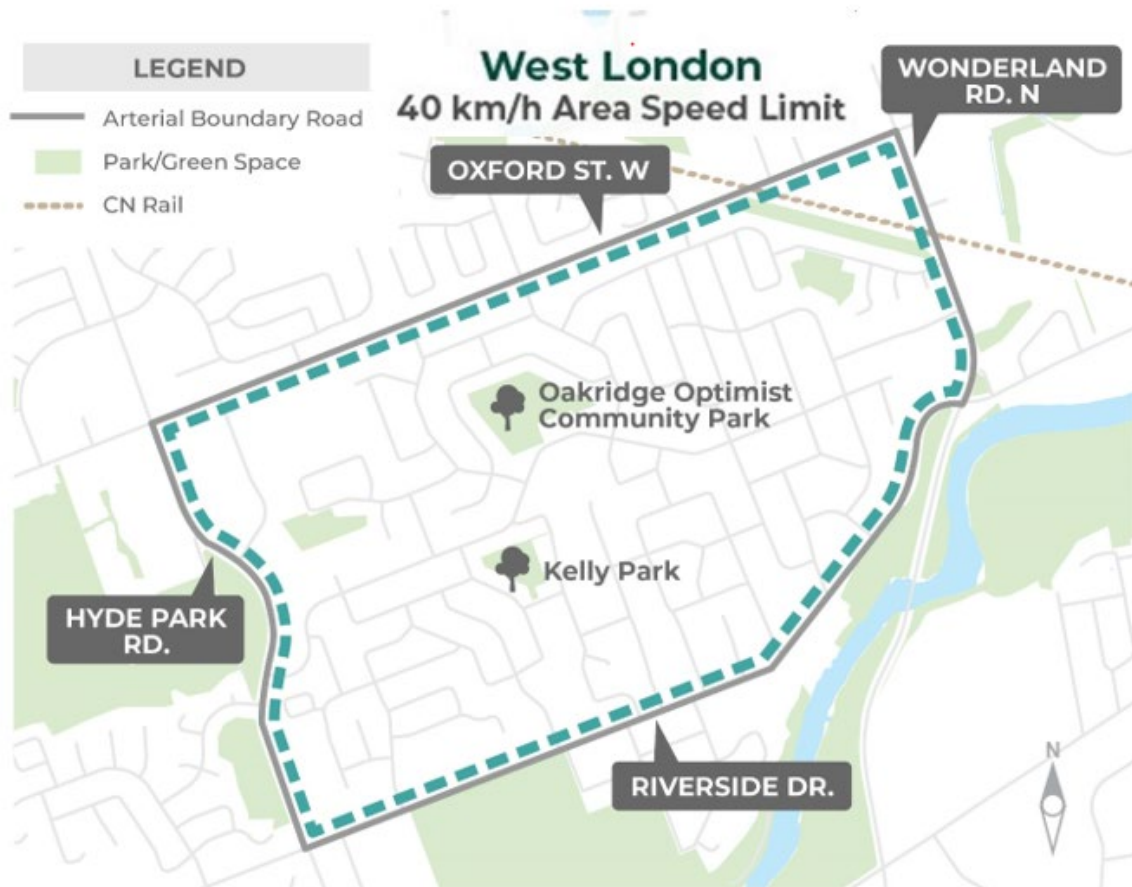 LEGEND
Arterial Boundary Road
Park/Green Space
CN Rail
West London
40 km/h Area Speed Limit
WONDERLAND
RD. N
OXFORD ST. W
Oakridge Optimist
Community Park
Kelly Park
HYDE PARK
RD.
RIVERSIDE DR.
N